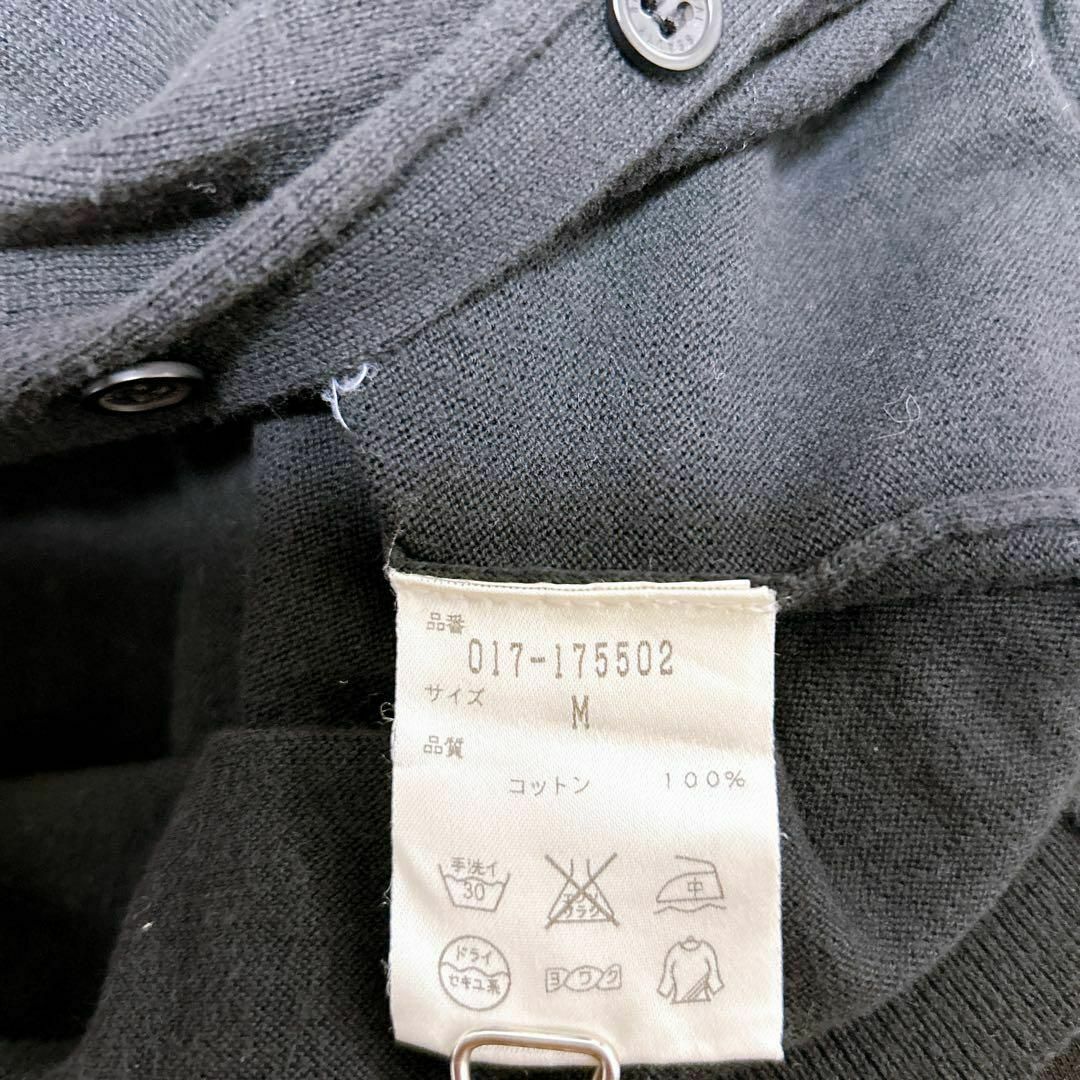 品番
017-175502
サイズ M
品質
コットン 100%
手洗イ
30
中
ドライ
セキユ系
ヨワク